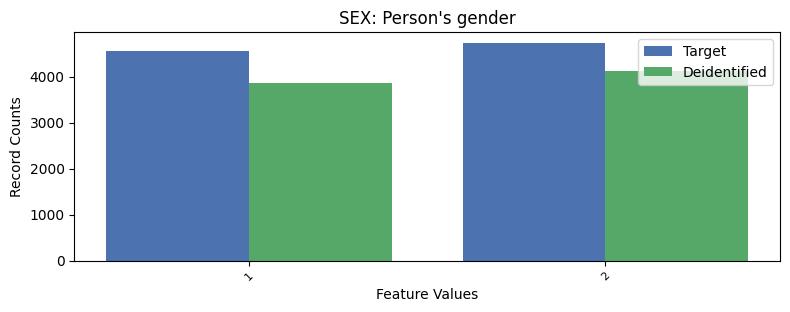 SEX: Person's gender
Target
Deidentified
Record Counts
4000
3000
2000
1000
0
1
2
Feature Values